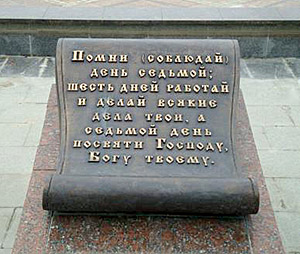 Помни (соблюдай)
день седьмой;
шесть дней работай
и делай всякие
дела твои, а
седьмой день
посвяти Господу,
Богу твоему.